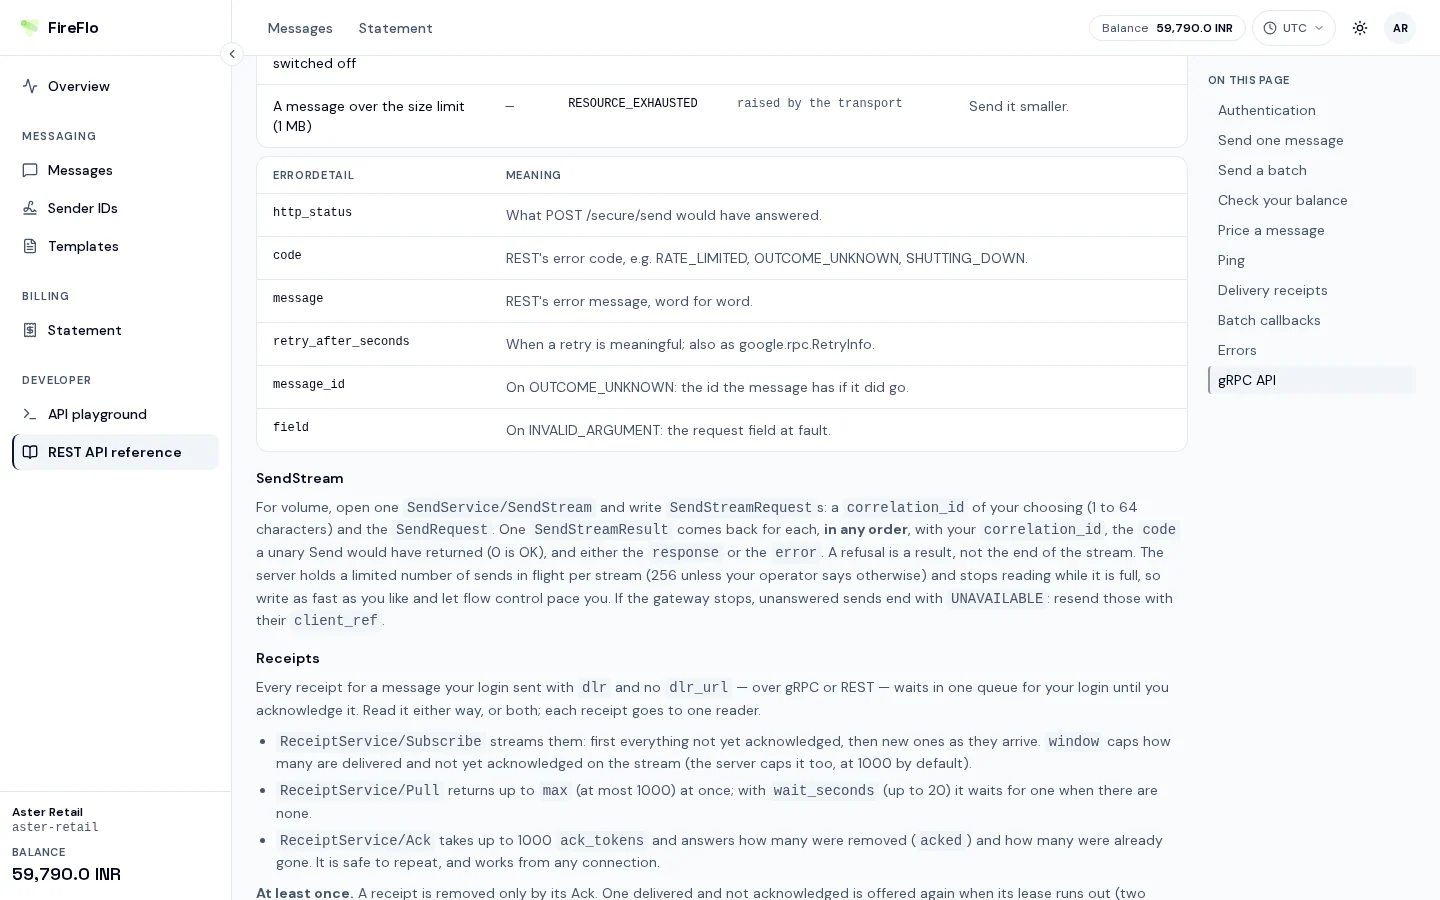 FireFlo
Messages
Statement
Balance 59,790.0 INR
UTC
AR
Overview
MESSAGING
Messages
Sender IDs
Templates
BILLING
Statement
DEVELOPER
API playground
REST API reference
Aster Retail
aster-retail
BALANCE
59,790.0 INR
switched off
A message over the size limit
(1 MB)
—
RESOURCE_EXHAUSTED
raised by the transport
Send it smaller.
ERRORDETAIL MEANING
http_status What POST /secure/send would have answered.
code REST's error code, e.g. RATE_LIMITED, OUTCOME_UNKNOWN, SHUTTING_DOWN.
message REST's error message, word for word.
retry_after_seconds When a retry is meaningful; also as google.rpc.RetryInfo.
message_id On OUTCOME_UNKNOWN: the id the message has if it did go.
field On INVALID_ARGUMENT: the request field at fault.
SendStream
For volume, open one SendService/SendStream and write SendStreamRequest s: a correlation_id of your choosing (1 to 64
characters) and the SendRequest . One SendStreamResult comes back for each, in any order, with your correlation_id , the code
a unary Send would have returned (0 is OK), and either the response or the error . A refusal is a result, not the end of the stream. The
server holds a limited number of sends in flight per stream (256 unless your operator says otherwise) and stops reading while it is full, so
write as fast as you like and let flow control pace you. If the gateway stops, unanswered sends end with UNAVAILABLE : resend those with
their client_ref .
Receipts
Every receipt for a message your login sent with dlr and no dlr_url — over gRPC or REST — waits in one queue for your login until you
acknowledge it. Read it either way, or both; each receipt goes to one reader.
• ReceiptService/Subscribe streams them: first everything not yet acknowledged, then new ones as they arrive. window caps how
many are delivered and not yet acknowledged on the stream (the server caps it too, at 1000 by default).
• ReceiptService/Pull returns up to max (at most 1000) at once; with wait_seconds (up to 20) it waits for one when there are
none.
• ReceiptService/Ack takes up to 1000 ack_tokens and answers how many were removed ( acked ) and how many were already
gone. It is safe to repeat, and works from any connection.
At least once. A receipt is removed only by its Ack. One delivered and not acknowledged is offered again when its lease runs out (two
ON THIS PAGE
Authentication
Send one message
Send a batch
Check your balance
Price a message
Ping
Delivery receipts
Batch callbacks
Errors
gRPC API